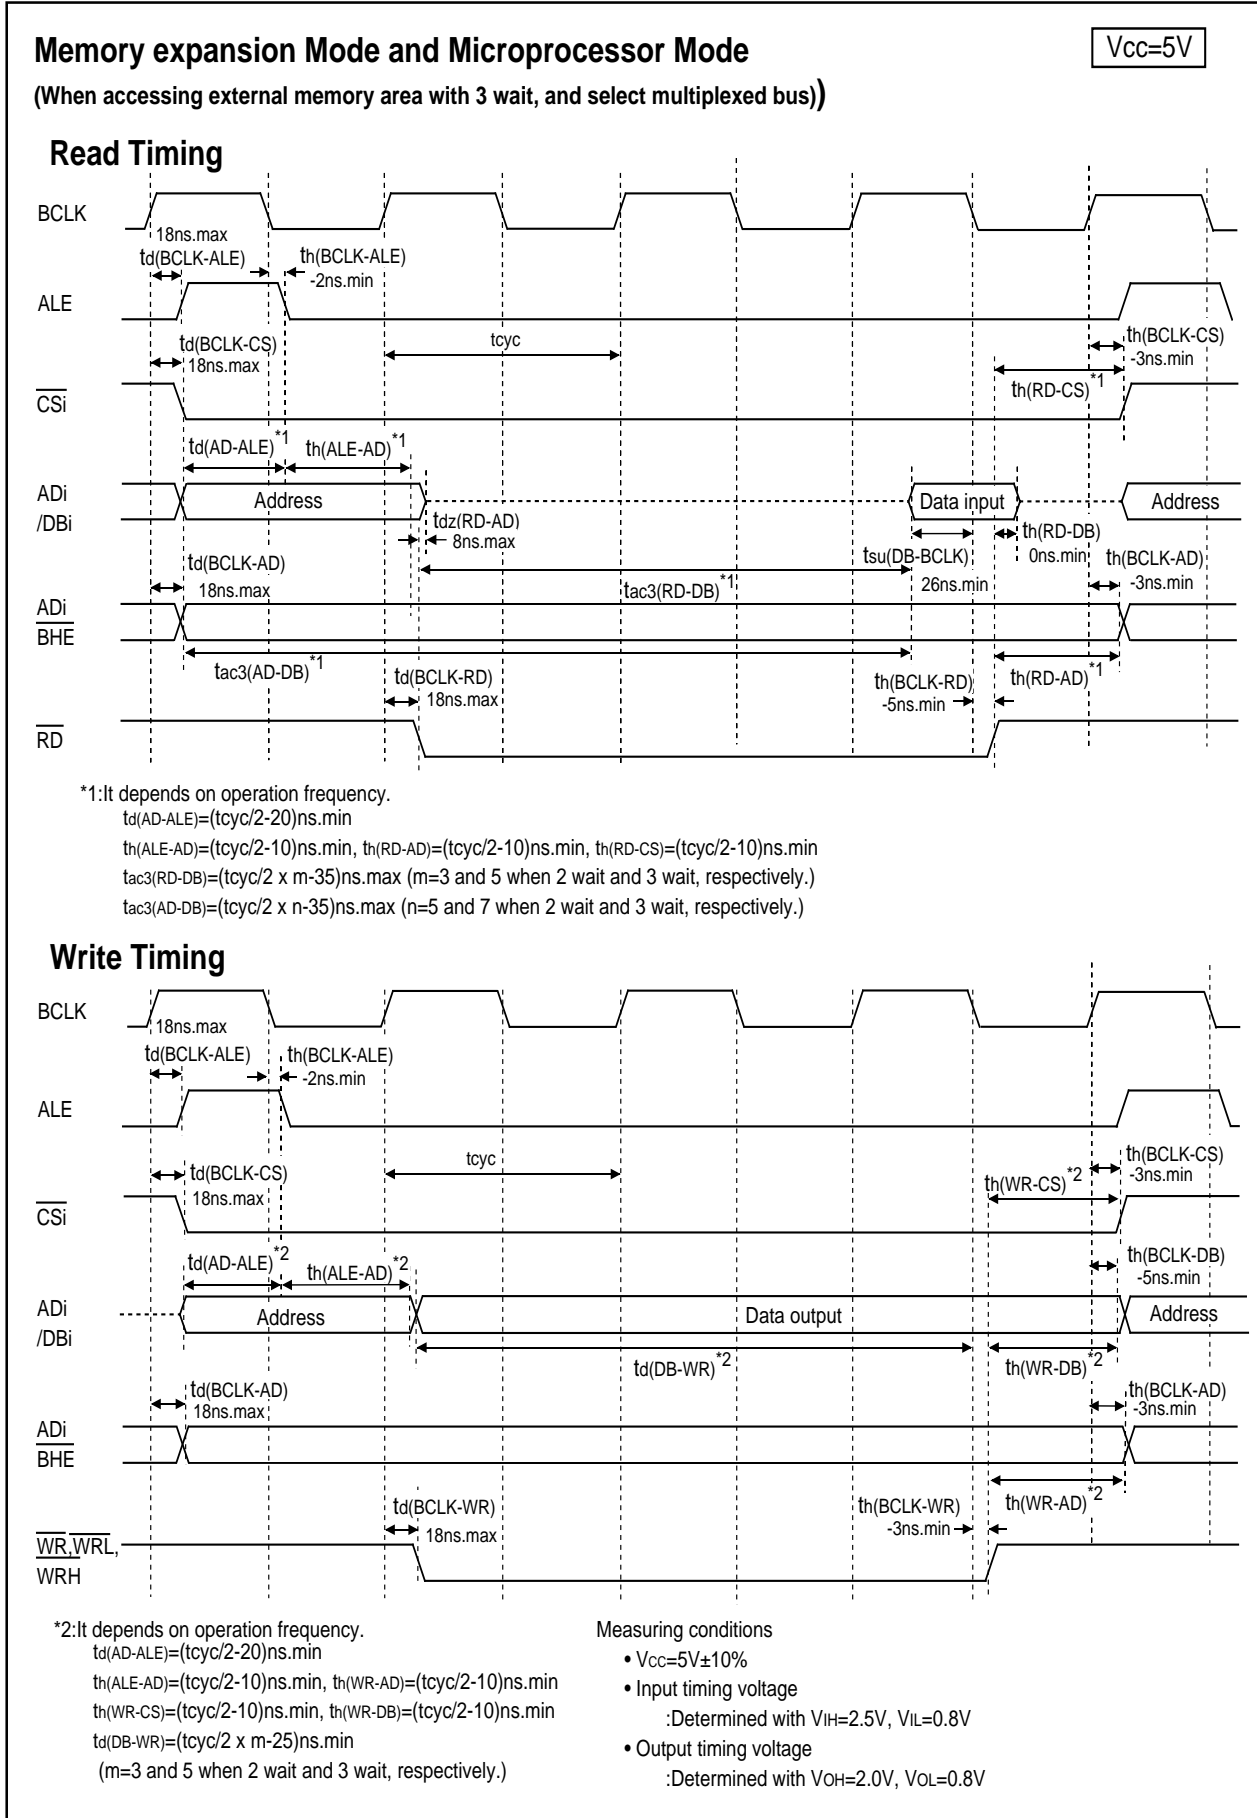 Memory expansion Mode and Microprocessor Mode
Vcc=5V
(When accessing external memory area with 3 wait, and select multiplexed bus))
Read Timing
BCLK
18ns.max
td(BCLK-ALE)
th(BCLK-ALE)
-2ns.min
ALE
td(BCLK-CS)
18ns.max
tcyc
th(BCLK-CS)
-3ns.min
th(RD-CS)*1
CSi
td(AD-ALE)*1
th(ALE-AD)*1
ADi
/DBi
Address
Data input
Address
tdz(RD-AD)
8ns.max
th(RD-DB)
0ns.min
td(BCLK-AD)
18ns.max
tsu(DB-BCLK)
26ns.min
th(BCLK-AD)
-3ns.min
tac3(RD-DB)*1
ADi
BHE
tac3(AD-DB)*1
td(BCLK-RD)
18ns.max
th(BCLK-RD)
-5ns.min
th(RD-AD)*1
RD
*1:It depends on operation frequency.
td(AD-ALE)=(tcyc/2-20)ns.min
th(ALE-AD)=(tcyc/2-10)ns.min, th(RD-AD)=(tcyc/2-10)ns.min, th(RD-CS)=(tcyc/2-10)ns.min
tac3(RD-DB)=(tcyc/2 x m-35)ns.max (m=3 and 5 when 2 wait and 3 wait, respectively.)
tac3(AD-DB)=(tcyc/2 x n-35)ns.max (n=5 and 7 when 2 wait and 3 wait, respectively.)
Write Timing
BCLK
18ns.max
td(BCLK-ALE)
th(BCLK-ALE)
-2ns.min
ALE
td(BCLK-CS)
18ns.max
tcyc
th(BCLK-CS)
-3ns.min
th(WR-CS)*2
CSi
td(AD-ALE)*2
th(ALE-AD)*2
th(BCLK-DB)
-5ns.min
ADi
/DBi
Address
Data output
Address
td(DB-WR)*2
th(WR-DB)*2
td(BCLK-AD)
18ns.max
th(BCLK-AD)
-3ns.min
ADi
BHE
td(BCLK-WR)
18ns.max
th(BCLK-WR)
-3ns.min
th(WR-AD)*2
WR,WRL,
WRH
*2:It depends on operation frequency.
td(AD-ALE)=(tcyc/2-20)ns.min
th(ALE-AD)=(tcyc/2-10)ns.min, th(WR-AD)=(tcyc/2-10)ns.min
th(WR-CS)=(tcyc/2-10)ns.min, th(WR-DB)=(tcyc/2-10)ns.min
td(DB-WR)=(tcyc/2 x m-25)ns.min
(m=3 and 5 when 2 wait and 3 wait, respectively.)
Measuring conditions
• VCC=5V±10%
• Input timing voltage
:Determined with VIH=2.5V, VIL=0.8V
• Output timing voltage
:Determined with VOH=2.0V, VOL=0.8V